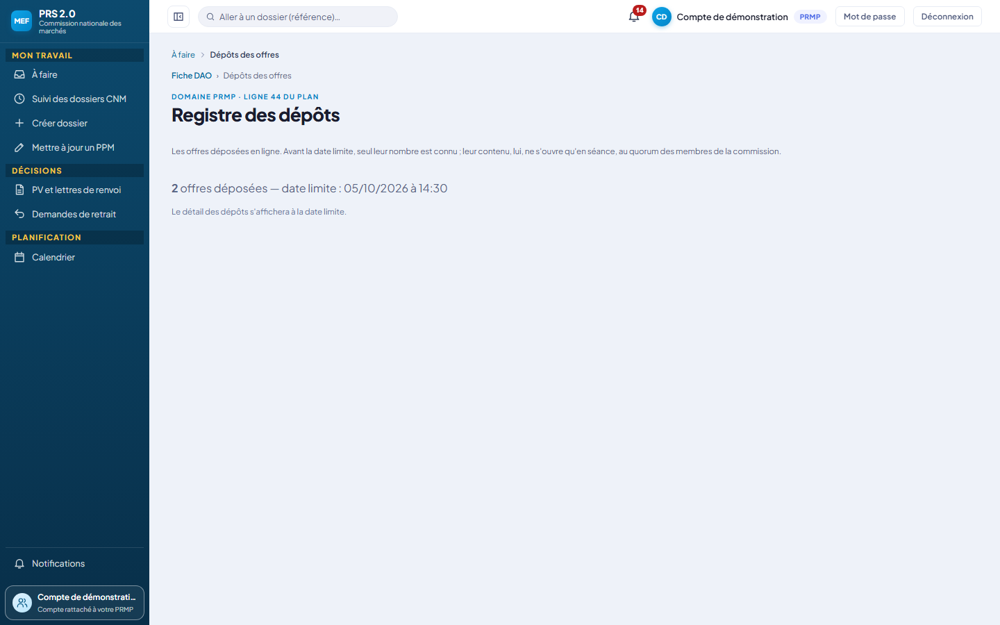 MEF
PRS 2.0
Commission nationale des
marchés
MON TRAVAIL
À faire
Suivi des dossiers CNM
Créer dossier
Mettre à jour un PPM
DÉCISIONS
PV et lettres de renvoi
Demandes de retrait
PLANIFICATION
Calendrier
Notifications
Compte de démonstrati...
Compte rattaché à votre PRMP
Aller à un dossier (référence)...
14
CD
Compte de démonstration
PRMP
Mot de passe
Déconnexion
À faire > Dépôts des offres
Fiche DAO › Dépôts des offres
DOMAINE PRMP · LIGNE 44 DU PLAN
Registre des dépôts
Les offres déposées en ligne. Avant la date limite, seul leur nombre est connu ; leur contenu, lui, ne s'ouvre qu'en séance, au quorum des membres de la commission.
2 offres déposées — date limite : 05/10/2026 à 14:30
Le détail des dépôts s'affichera à la date limite.